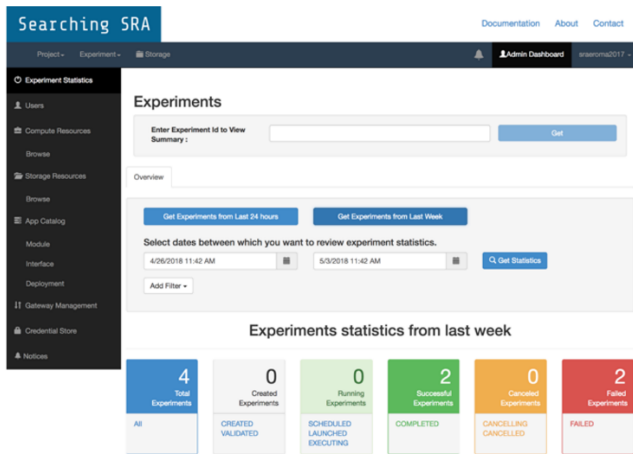 Searching SRA
Documentation About Contact
Project Experiment Storage Admin Dashboard sraeroma2017
Experiment Statistics
Users
Compute Resources
Browse
Storage Resources
Browse
App Catalog
Module
Interface
Deployment
Gateway Management
Credential Store
Notices
Experiments
Enter Experiment Id to View
Summary :
Get
Overview
Get Experiments from Last 24 hours Get Experiments from Last Week
Select dates between which you want to review experiment statistics.
4/26/2018 11:42 AM 5/3/2018 11:42 AM Get Statistics
Add Filter
Experiments statistics from last week
4 0 0 2 0 2
Total Created Running Successful Canceled Failed
Experiments Experiments Experiments Experiments Experiments Experiments
All CREATED SCHEDULED COMPLETED CANCELLING FAILED
VALIDATED LAUNCHED CANCELLED
EXECUTING